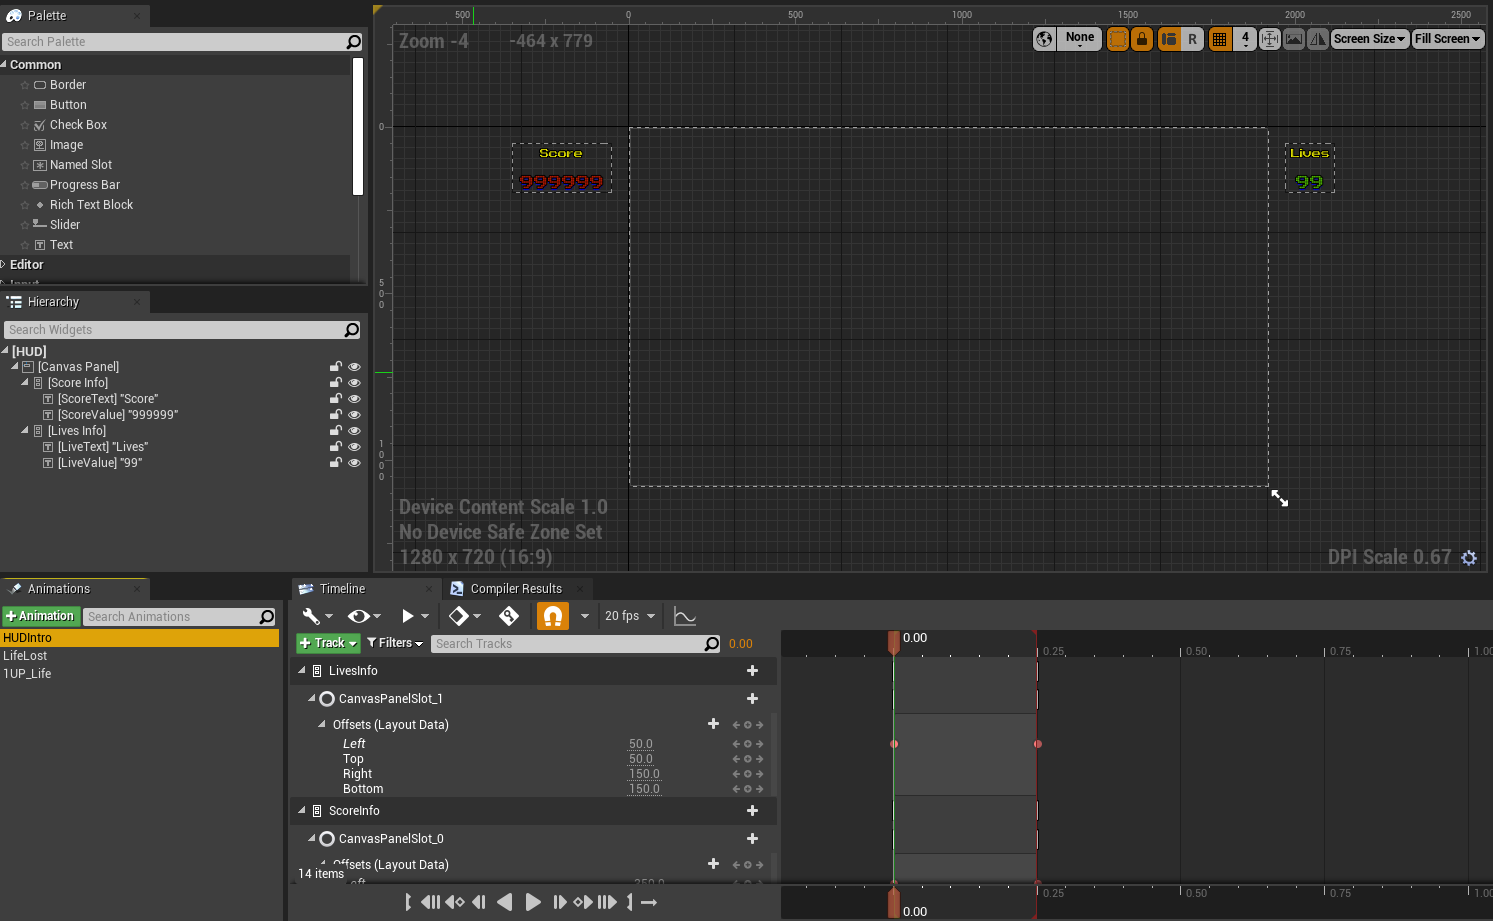 Palette
Search Palette
Common
Border
Button
Check Box
Image
Named Slot
Progress Bar
Rich Text Block
Slider
Text
Editor
Input
Hierarchy
Search Widgets
[HUD]
[Canvas Panel]
[Score Info]
[ScoreText] "Score"
[ScoreValue] "999999"
[Lives Info]
[LiveText] "Lives"
[LiveValue] "99"
500 0 500 1000 1500 2000 2500
Zoom -4 -464 x 779
None R 4 Screen Size Fill Screen
0
500
1000
Score
999999
Lives
99
Device Content Scale 1.0
No Device Safe Zone Set
1280 x 720 (16:9)
DPI Scale 0.67
Animations
Animation Search Animations
HUDIntro
LifeLost
1UP_Life
Timeline Compiler Results
20 fps
Track Filters Search Tracks 0.00
0.00 0.25 0.50 0.75 1.00
LivesInfo
CanvasPanelSlot_1
Offsets (Layout Data)
Left 50.0
Top 50.0
Right 150.0
Bottom 150.0
ScoreInfo
CanvasPanelSlot_0
Offsets (Layout Data)
14 items
0.25 0.50 0.75 1.00
0.00